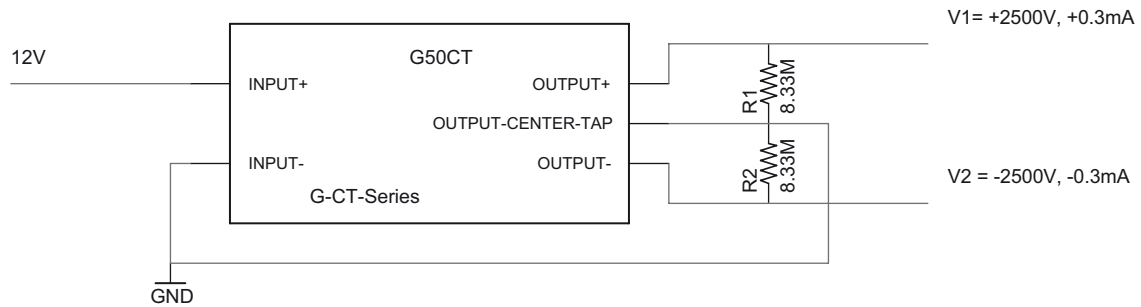 V1= +2500V, +0.3mA
12V
G50CT
INPUT+
OUTPUT+
R1
8.33M
OUTPUT-CENTER-TAP
INPUT-
OUTPUT-
R2
8.33M
G-CT-Series
V2 = -2500V, -0.3mA
GND